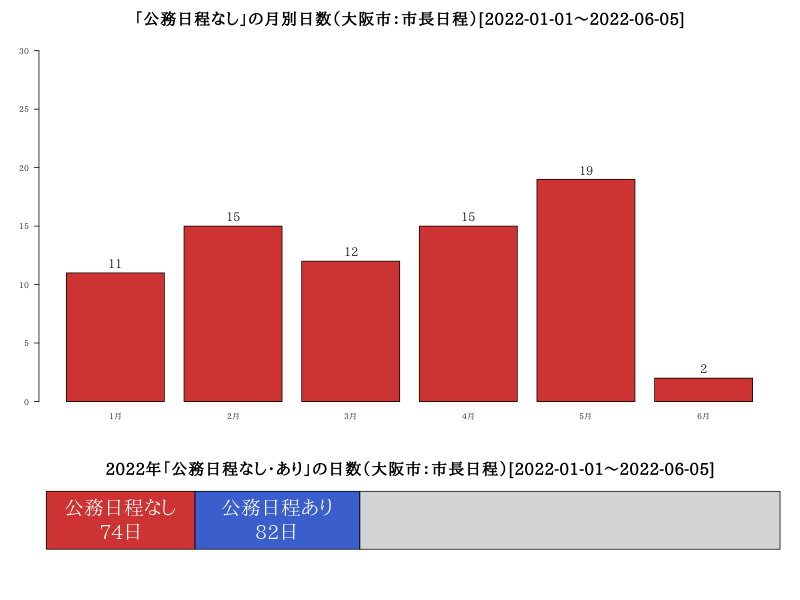 「公務日程なし」の月別日数(大阪市:市長日程)[2022-01-01〜2022-06-05]
30
25
20
15
10
5
0
11
15
12
15
19
2
1月
2月
3月
4月
5月
6月
2022年「公務日程なし・あり」の日数(大阪市:市長日程)[2022-01-01〜2022-06-05]
公務日程なし
74日
公務日程あり
82日